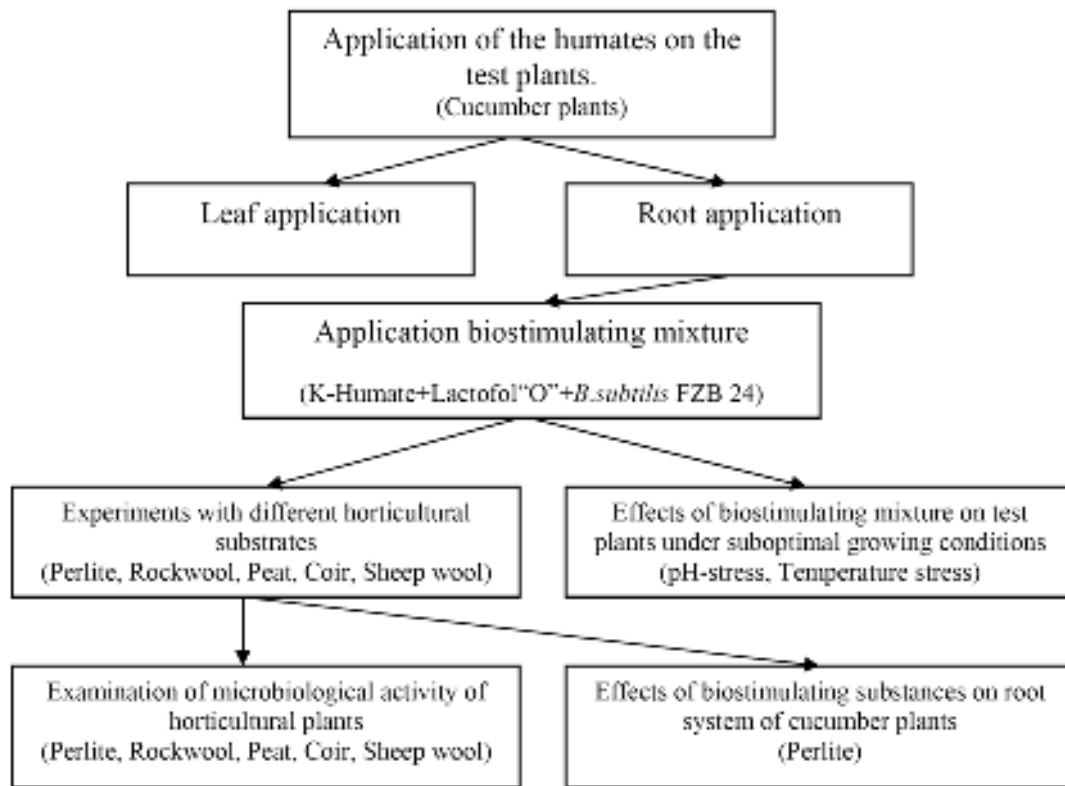 Application of the humates on the
test plants.
(Cucumber plants)
Leaf application
Root application
Application biostimulating mixture
(K-Humate+Lactofol“O”+B.subtilis FZB 24)
Experiments with different horticultural
substrates
(Perlite, Rockwool, Peat, Coir, Sheep wool)
Effects of biostimulating mixture on test
plants under suboptimal growing conditions
(pH-stress, Temperature stress)
Examination of microbiological activity of
horticultural plants
(Perlite, Rockwool, Peat, Coir, Sheep wool)
Effects of biostimulating substances on root
system of cucumber plants
(Perlite)